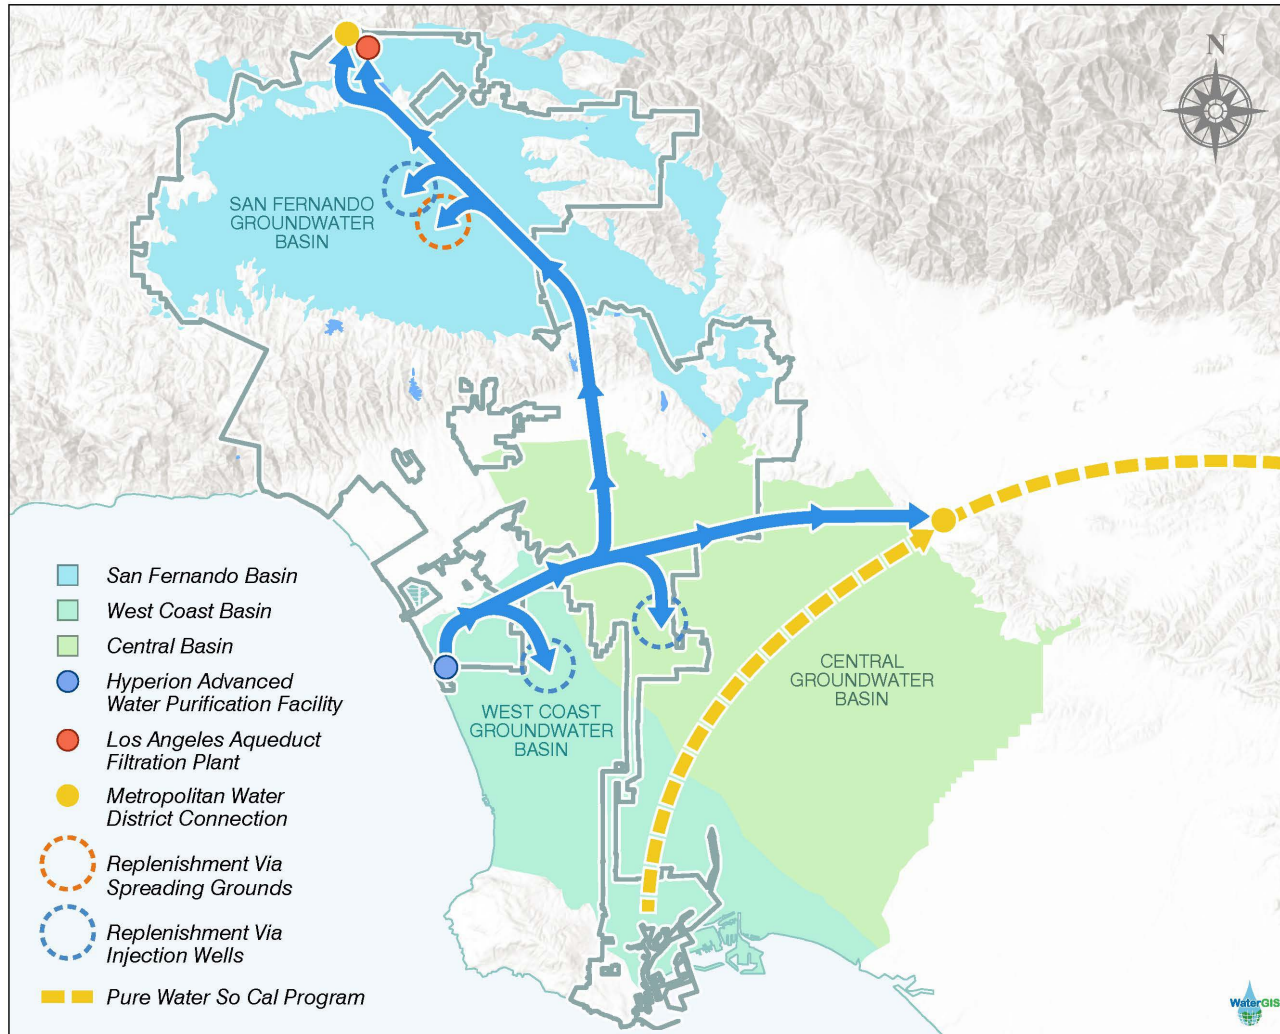 N
SAN FERNANDO
GROUNDWATER
BASIN
CENTRAL
GROUNDWATER
BASIN
WEST COAST
GROUNDWATER
BASIN
San Fernando Basin
West Coast Basin
Central Basin
Hyperion Advanced
Water Purification Facility
Los Angeles Aqueduct
Filtration Plant
Metropolitan Water
District Connection
Replenishment Via
Spreading Grounds
Replenishment Via
Injection Wells
Pure Water So Cal Program
WaterGIS